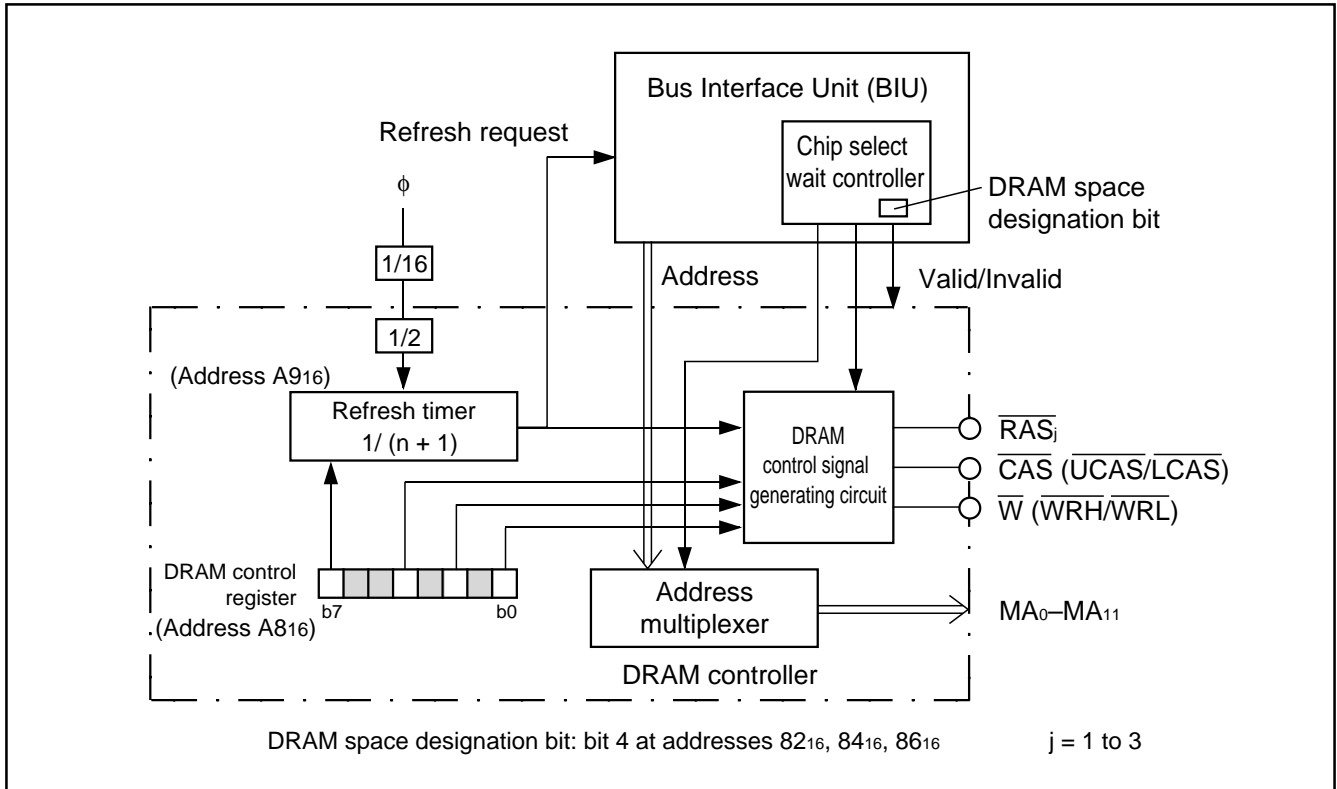 Bus Interface Unit (BIU)
Refresh request
Chip select
wait controller
DRAM space
designation bit
ϕ
1/16
Address
Valid/Invalid
1/2
(Address A916)
Refresh timer
1/ (n + 1)
DRAM
control signal
generating circuit
RASj
CAS (UCAS/LCAS)
W (WRH/WRL)
DRAM control
register
b7
b0
(Address A816)
Address
multiplexer
MA0–MA11
DRAM controller
DRAM space designation bit: bit 4 at addresses 8216, 8416, 8616
j = 1 to 3